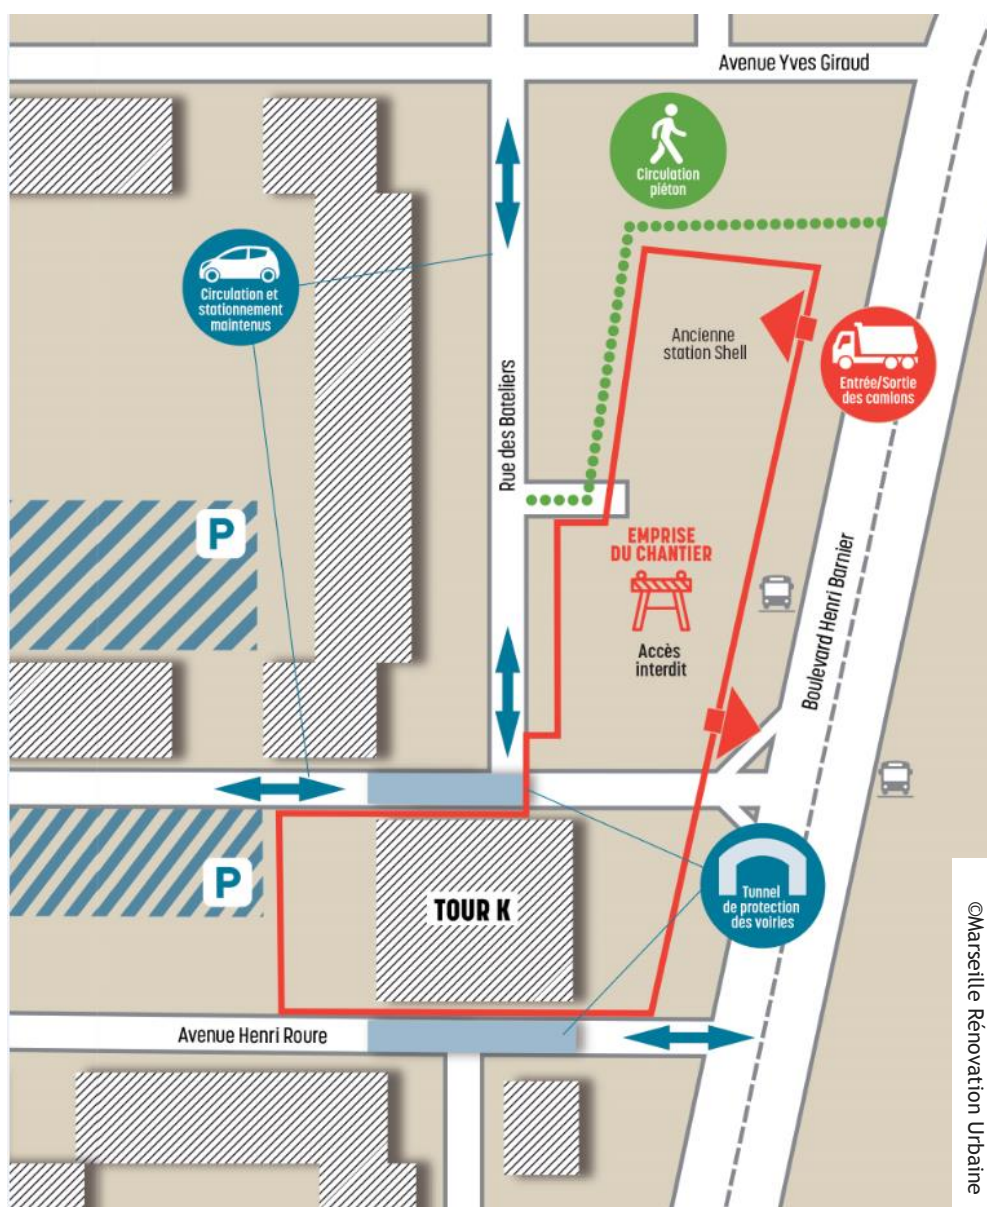 Avenue Yves Giraud
Circulation
piéton
Circulation et
stationnement
maintenus
Ancienne
station Shell
Entrée/Sortie
des camions
Rue des Bateliers
P
EMPRISE
DU CHANTIER
Accès
interdit
Boulevard Henri Barnier
P
TOUR K
Tunnel
de protection
des voiries
Avenue Henri Roure
©Marseille Rénovation Urbaine